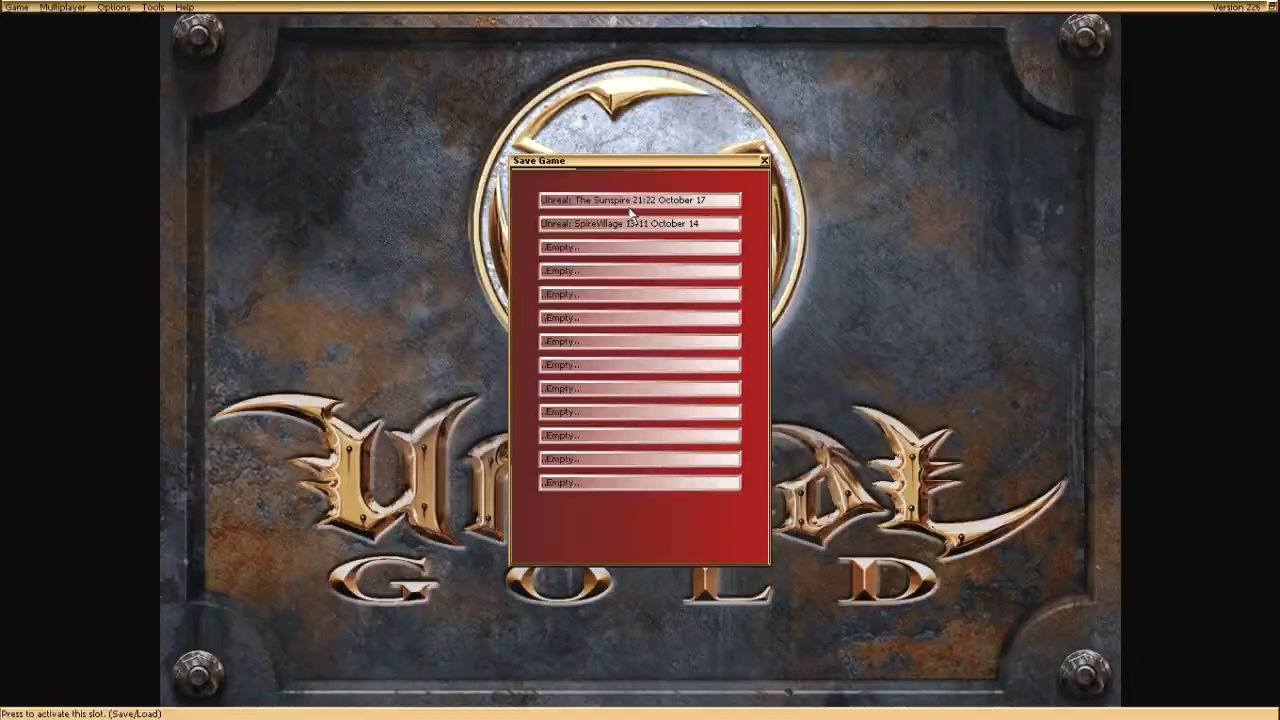 Game Multiplayer Options Tools Help Version 226
Save Game
Unreal: The Sunspire 21:22 October 17
Unreal: SpireVillage 13:11 October 14
..Empty..
..Empty..
..Empty..
..Empty..
..Empty..
..Empty..
..Empty..
..Empty..
..Empty..
..Empty..
..Empty..
UNREAL
GOLD
Press to activate this slot. (Save/Load)